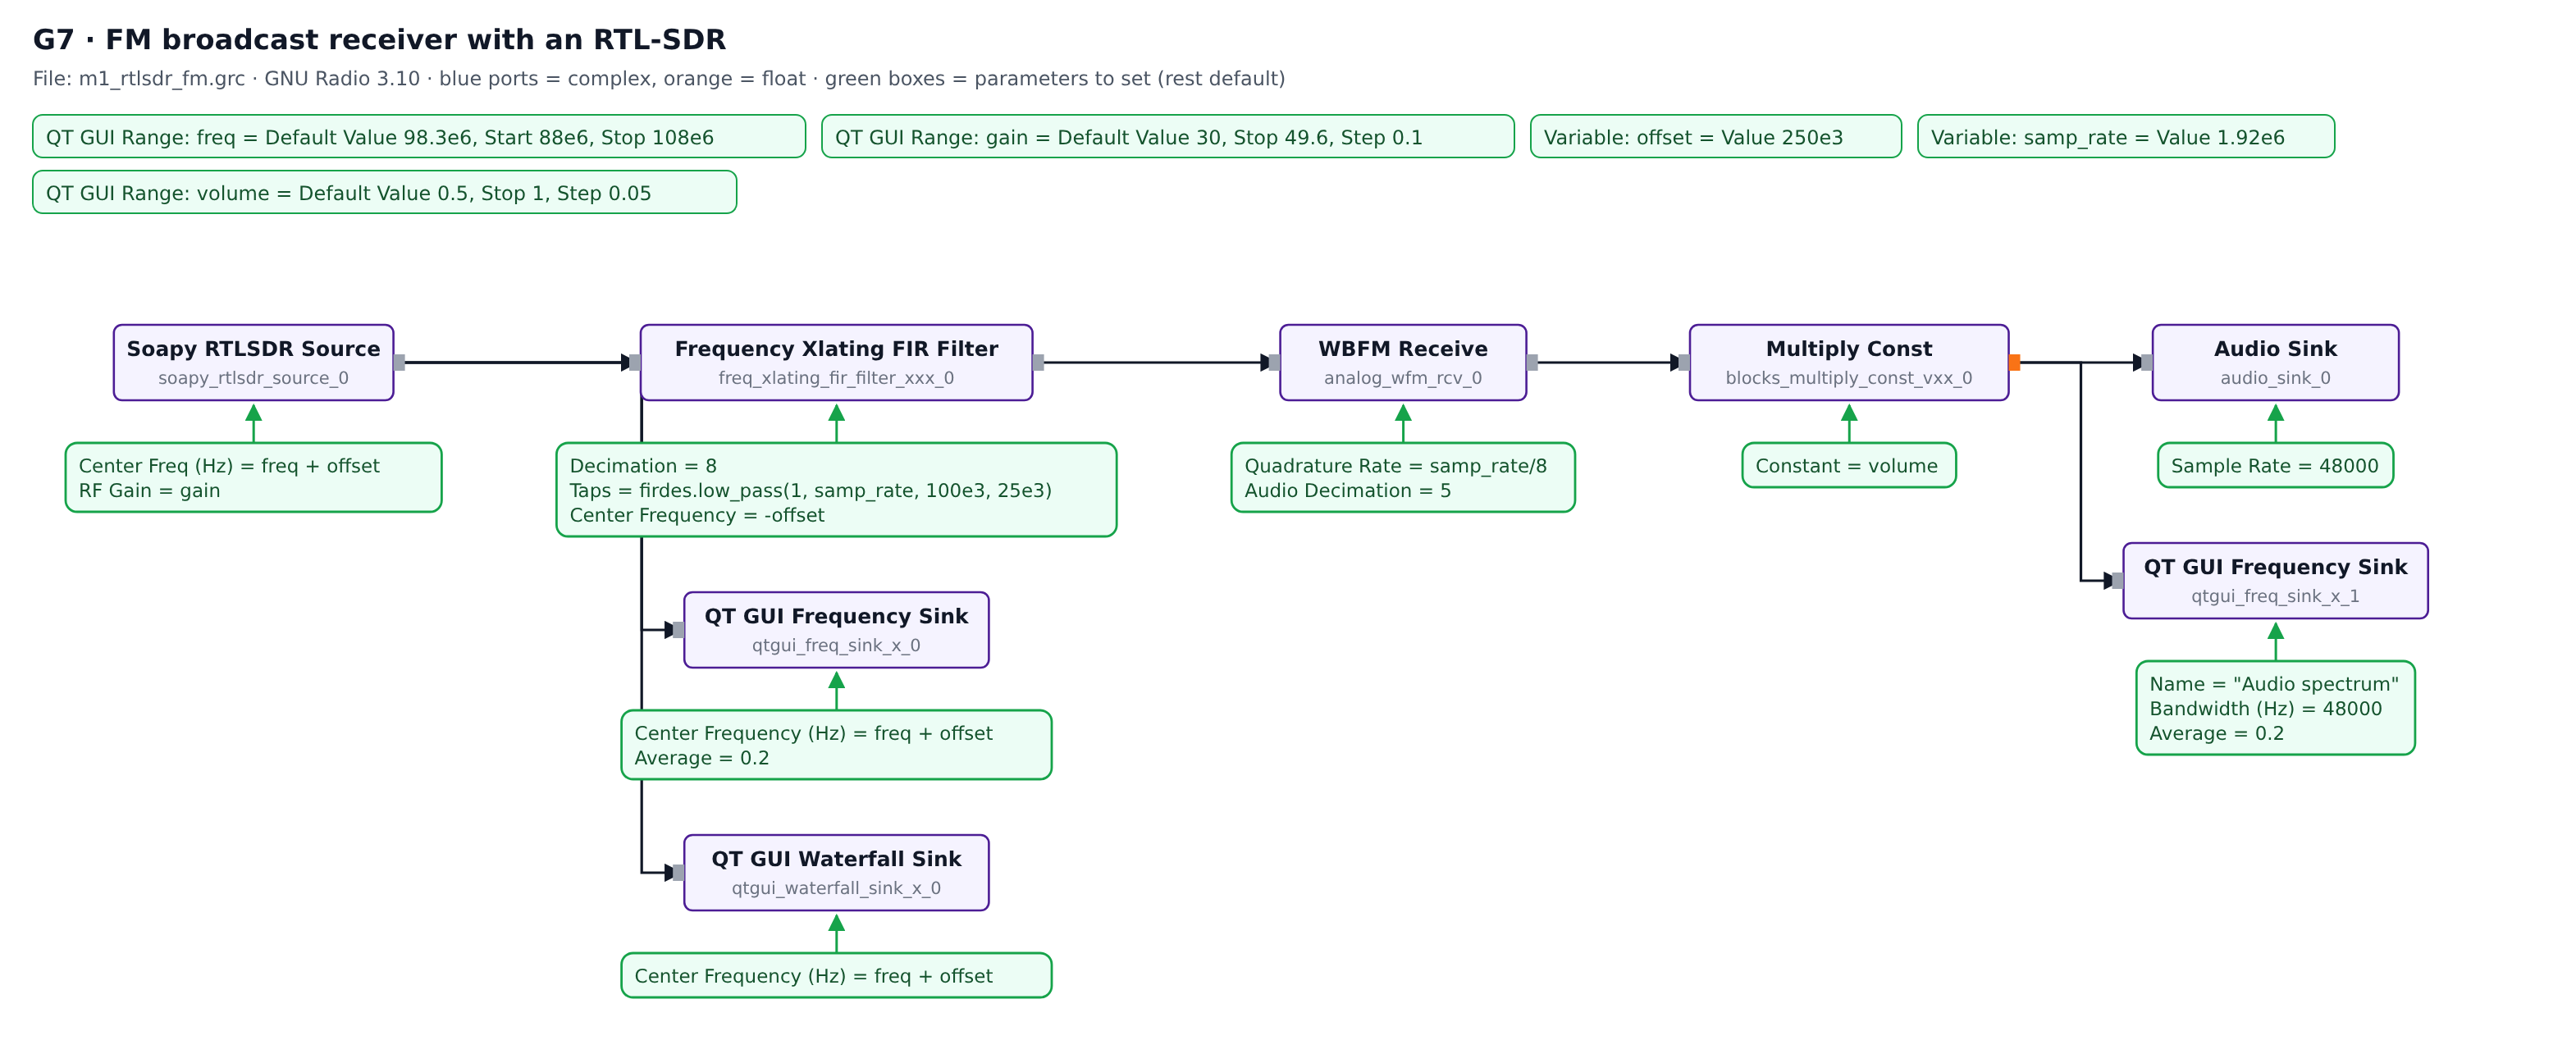 G7 · FM broadcast receiver with an RTL-SDR
File: m1_rtlsdr_fm.grc · GNU Radio 3.10 · blue ports = complex, orange = float · green boxes = parameters to set (rest default)
QT GUI Range: freq = Default Value 98.3e6, Start 88e6, Stop 108e6
QT GUI Range: gain = Default Value 30, Stop 49.6, Step 0.1
Variable: offset = Value 250e3
Variable: samp_rate = Value 1.92e6
QT GUI Range: volume = Default Value 0.5, Stop 1, Step 0.05
Soapy RTLSDR Source
soapy_rtlsdr_source_0
Center Freq (Hz) = freq + offset
RF Gain = gain
Frequency Xlating FIR Filter
freq_xlating_fir_filter_xxx_0
Decimation = 8
Taps = firdes.low_pass(1, samp_rate, 100e3, 25e3)
Center Frequency = -offset
WBFM Receive
analog_wfm_rcv_0
Quadrature Rate = samp_rate/8
Audio Decimation = 5
Multiply Const
blocks_multiply_const_vxx_0
Constant = volume
Audio Sink
audio_sink_0
Sample Rate = 48000
QT GUI Frequency Sink
qtgui_freq_sink_x_0
Center Frequency (Hz) = freq + offset
Average = 0.2
QT GUI Frequency Sink
qtgui_freq_sink_x_1
Name = "Audio spectrum"
Bandwidth (Hz) = 48000
Average = 0.2
QT GUI Waterfall Sink
qtgui_waterfall_sink_x_0
Center Frequency (Hz) = freq + offset